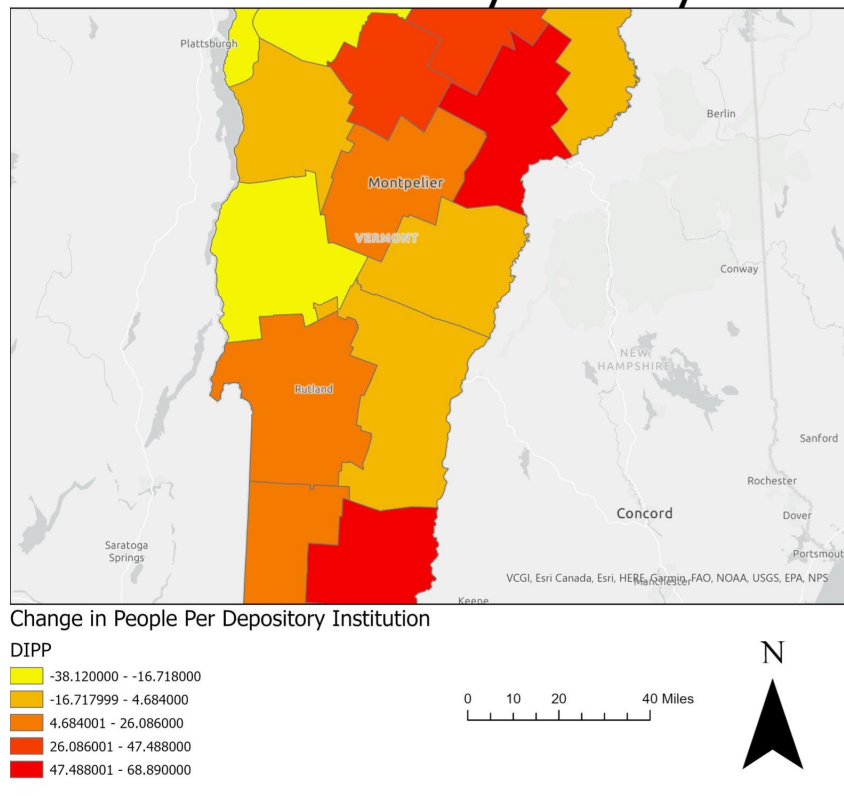 Plattsburgh
Berlin
Montpelier
VERMONT
Conway
NEW
HAMPSHIRE
Rutland
Sanford
Rochester
Concord
Dover
Saratoga
Springs
Portsmout
VCGI, Esri Canada, Esri, HERE, Garmin, FAO, NOAA, USGS, EPA, NPS
Manchester
Keene
Change in People Per Depository Institution
DIPP
-38.120000 - -16.718000
-16.717999 - 4.684000
4.684001 - 26.086000
26.086001 - 47.488000
47.488001 - 68.890000
0 10 20 40 Miles
N